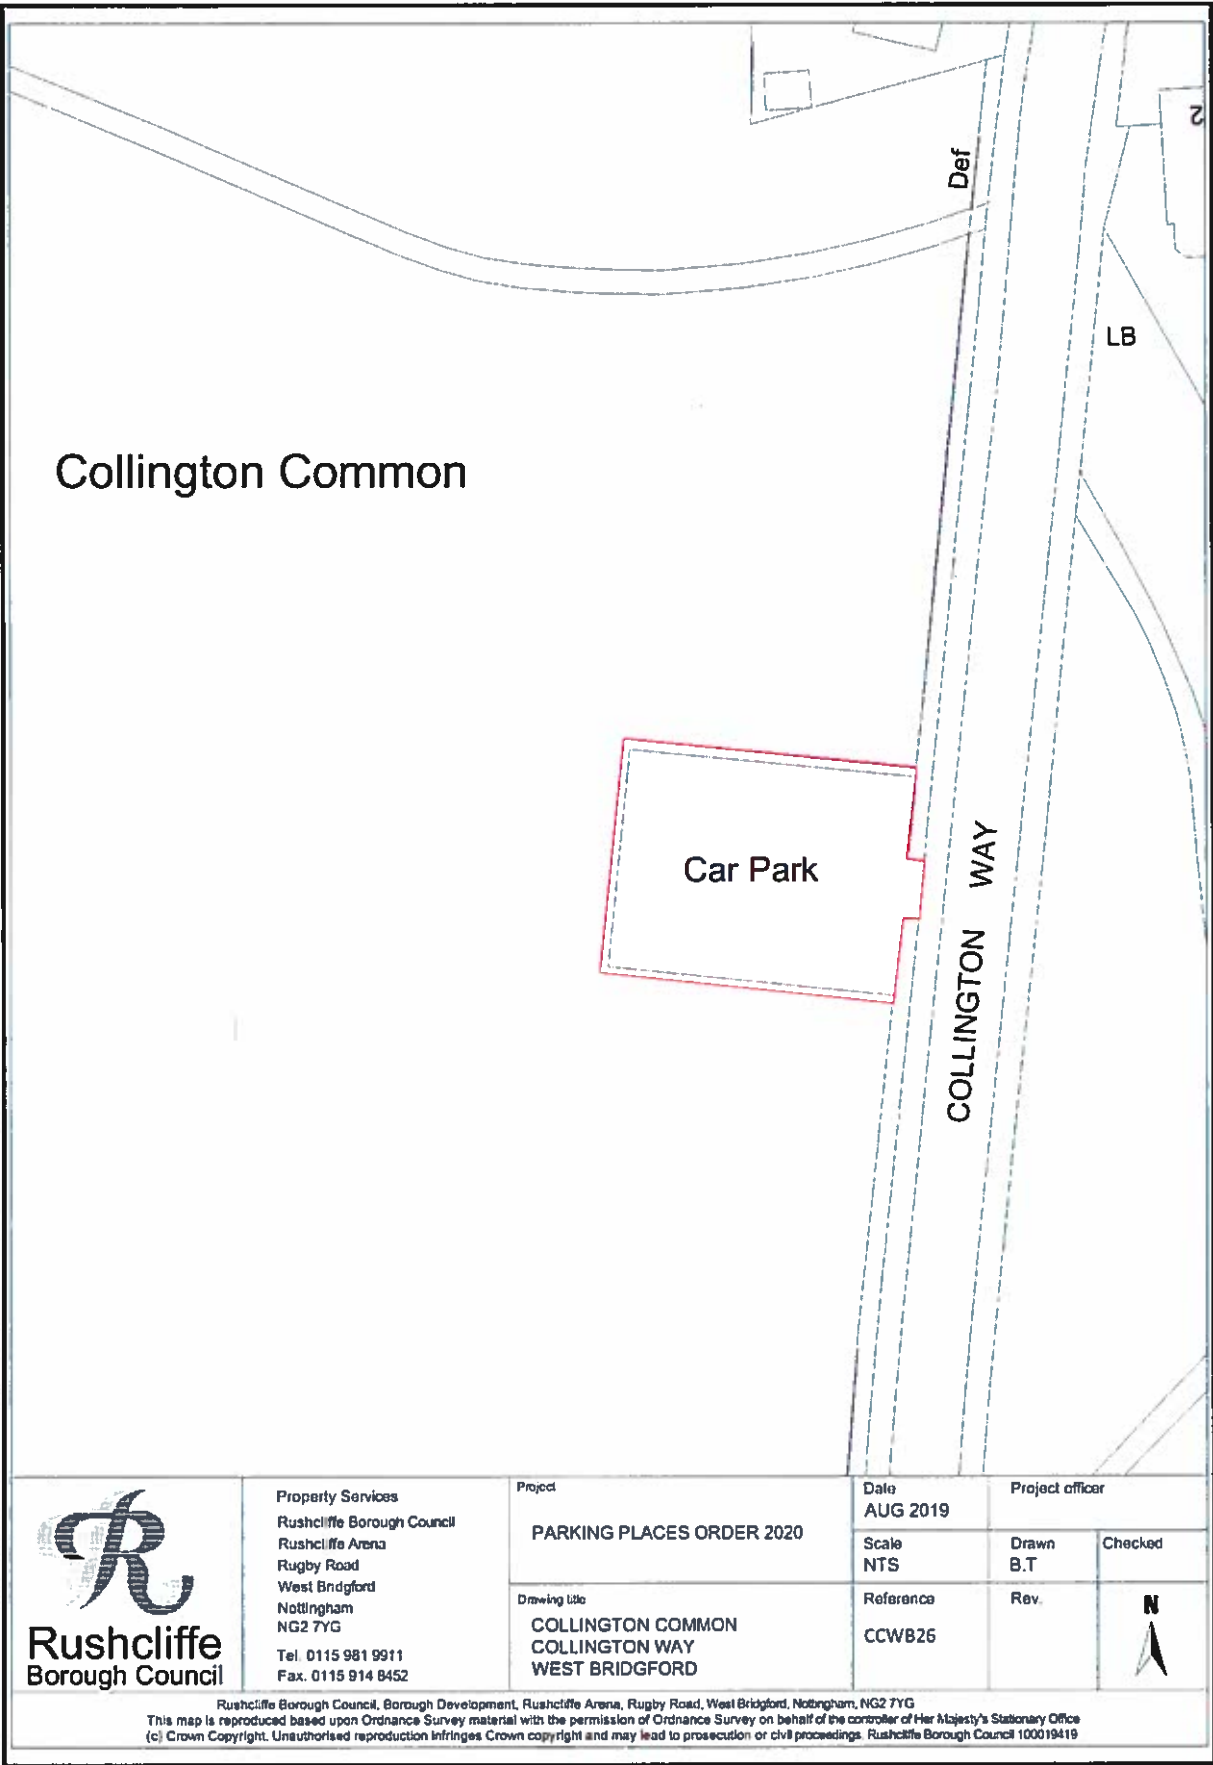 2
Def
LB
Collington Common
Car Park
COLLINGTON WAY
Rushcliffe
Borough Council
Property Services
Rushcliffe Borough Council
Rushcliffe Arena
Rugby Road
West Bridgford
Nottingham
NG2 7YG
Tel. 0115 981 9911
Fax. 0115 914 8452
Project
PARKING PLACES ORDER 2020
Drawing title
COLLINGTON COMMON
COLLINGTON WAY
WEST BRIDGFORD
Date
AUG 2019
Project officer
Scale
NTS
Drawn
B.T
Checked
Reference
CCWB26
Rev.
N
Rushcliffe Borough Council, Borough Development, Rushcliffe Arena, Rugby Road, West Bridgford, Nottingham, NG2 7YG
This map is reproduced based upon Ordnance Survey material with the permission of Ordnance Survey on behalf of the controller of Her Majesty's Stationary Office
(c) Crown Copyright. Unauthorised reproduction infringes Crown copyright and may lead to prosecution or civil proceedings. Rushcliffe Borough Council 100019419